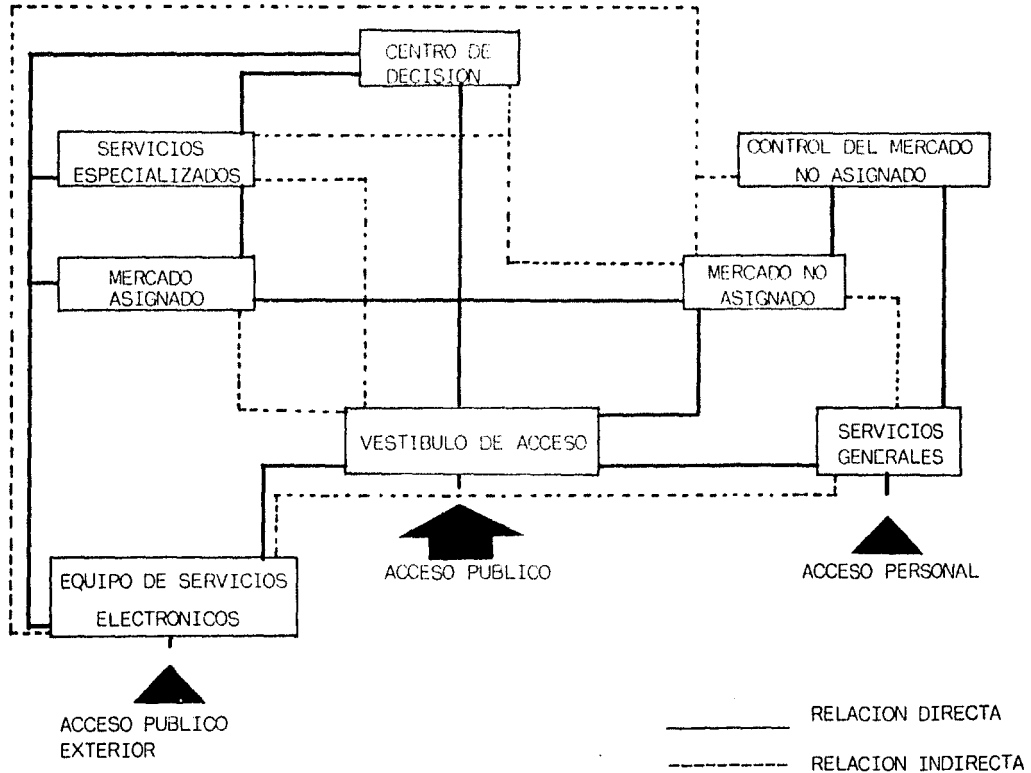 CENTRO DE
DECISION
SERVICIOS
ESPECIALIZADOS
CONTROL DEL MERCADO
NO ASIGNADO
MERCADO
ASIGNADO
MERCADO NO
ASIGNADO
VESTIBULO DE ACCESO
SERVICIOS
GENERALES
EQUIPO DE SERVICIOS
ELECTRONICOS
ACCESO PUBLICO
ACCESO PERSONAL
ACCESO PUBLICO
EXTERIOR
RELACION DIRECTA
RELACION INDIRECTA